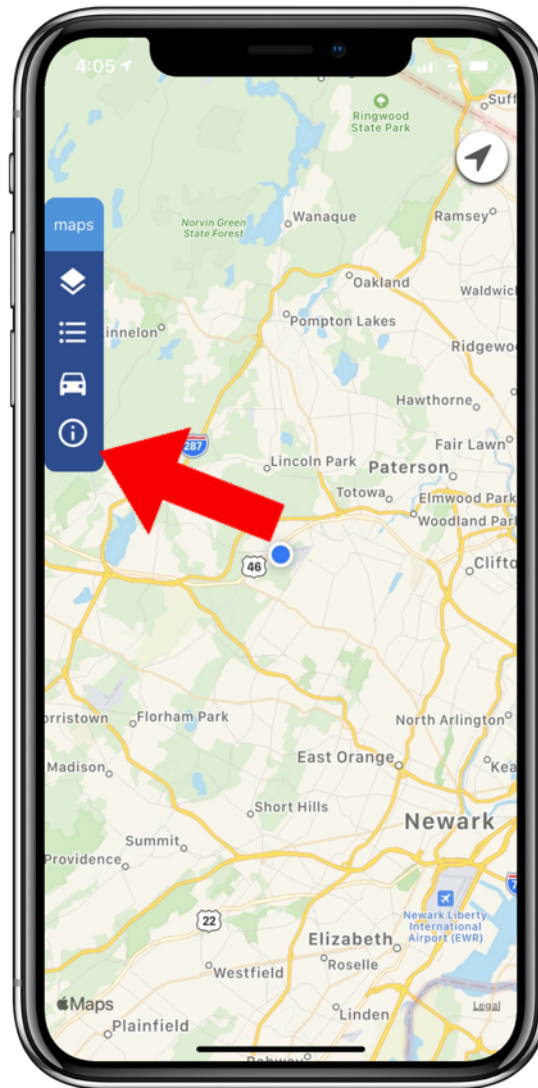 4:05
Suff
Ringwood
State Park
maps
Norvin Green
State Forest
Wanaque
Ramsey
Oakland
Waldwic
innelon
Pompton Lakes
Ridgewo
Hawthorne
287
Fair Lawn
Lincoln Park
Paterson
Totowa
Elmwood Park
Woodland Par
46
Clifto
orristown
Florham Park
North Arlington
East Orange
Madison
Kea
Short Hills
Newark
Summit
Providence
22
Newark Liberty
International
Airport (EWR)
Elizabeth
Roselle
Westfield
Maps
Linden
Legal
Plainfield
Rahway